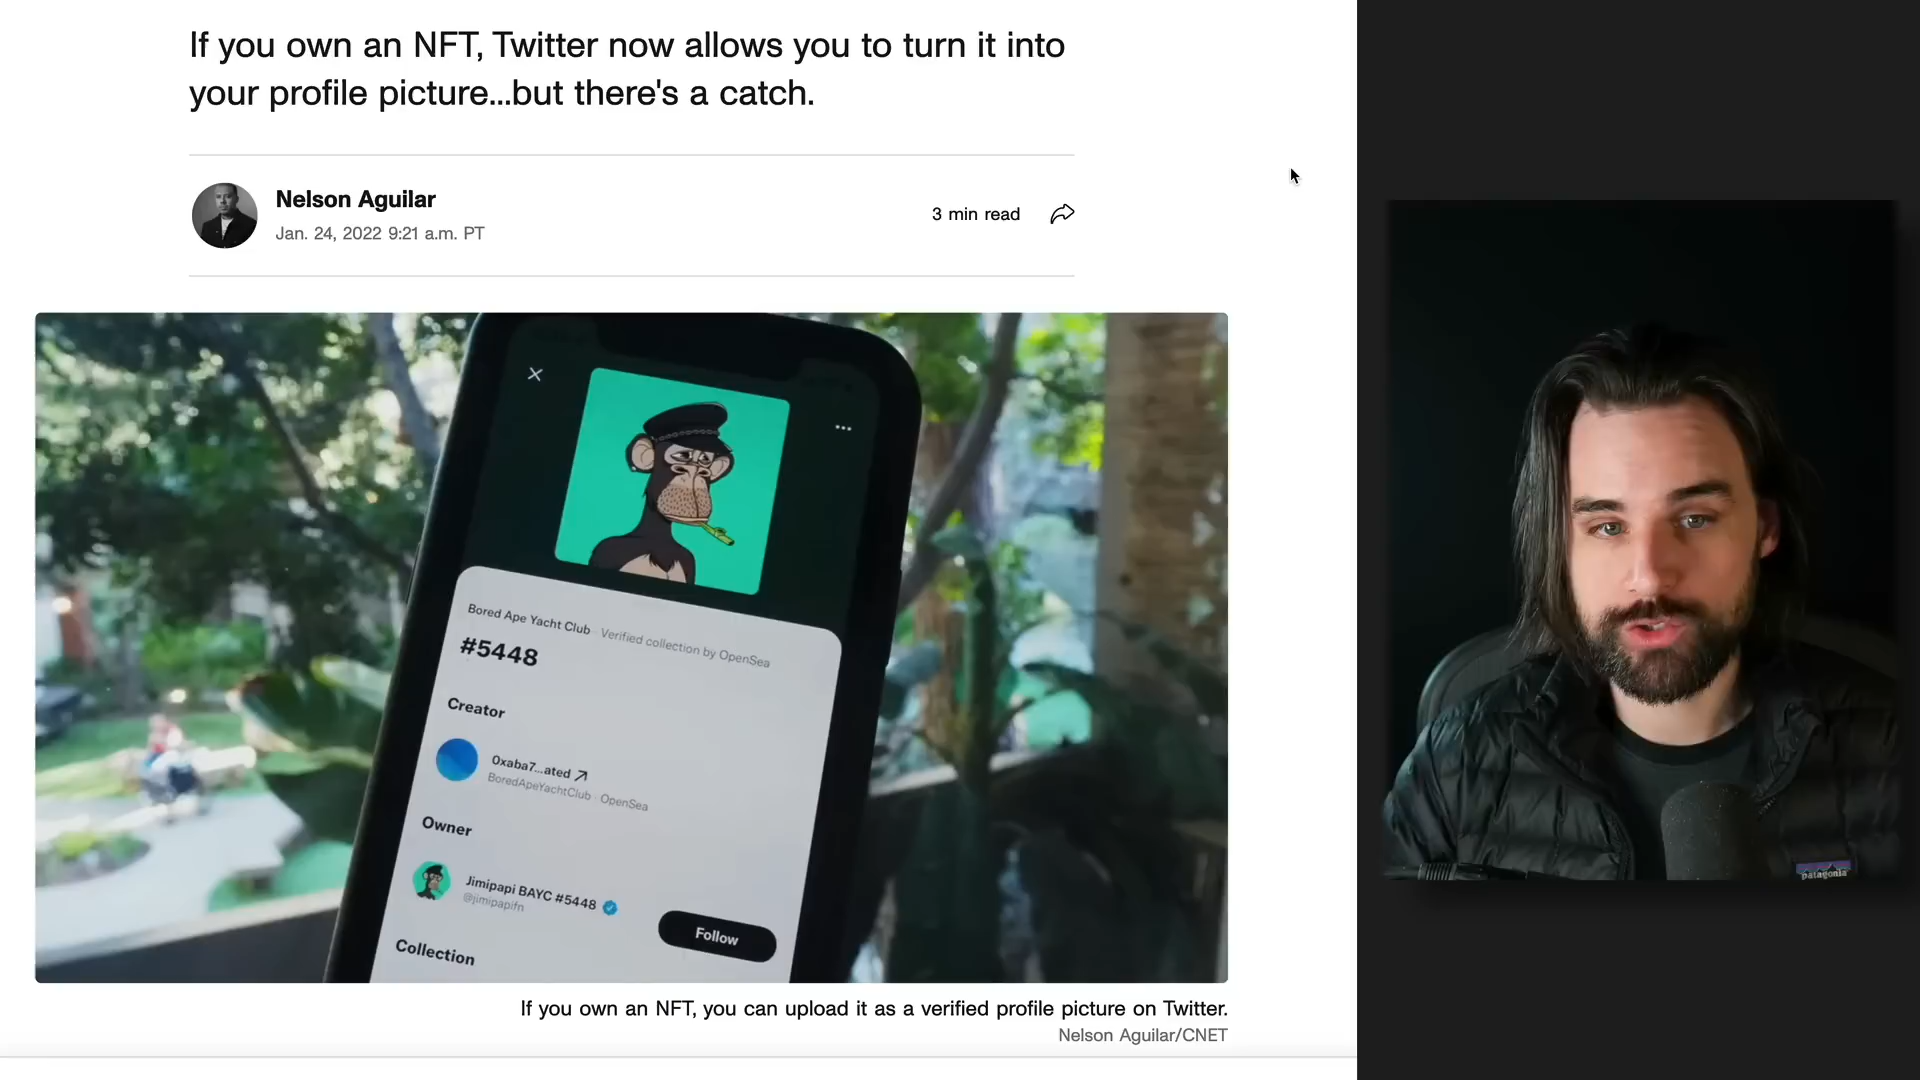 If you own an NFT, Twitter now allows you to turn it into
your profile picture...but there's a catch.
Nelson Aguilar
Jan. 24, 2022 9:21 a.m. PT
3 min read
Bored Ape Yacht Club · Verified collection by OpenSea
#5448
Creator
0xaba7...ated
BoredApeYachtClub · OpenSea
Owner
Jimipapi BAYC #5448
@jimipapifn
Follow
Collection
If you own an NFT, you can upload it as a verified profile picture on Twitter.
Nelson Aguilar/CNET
patagonia